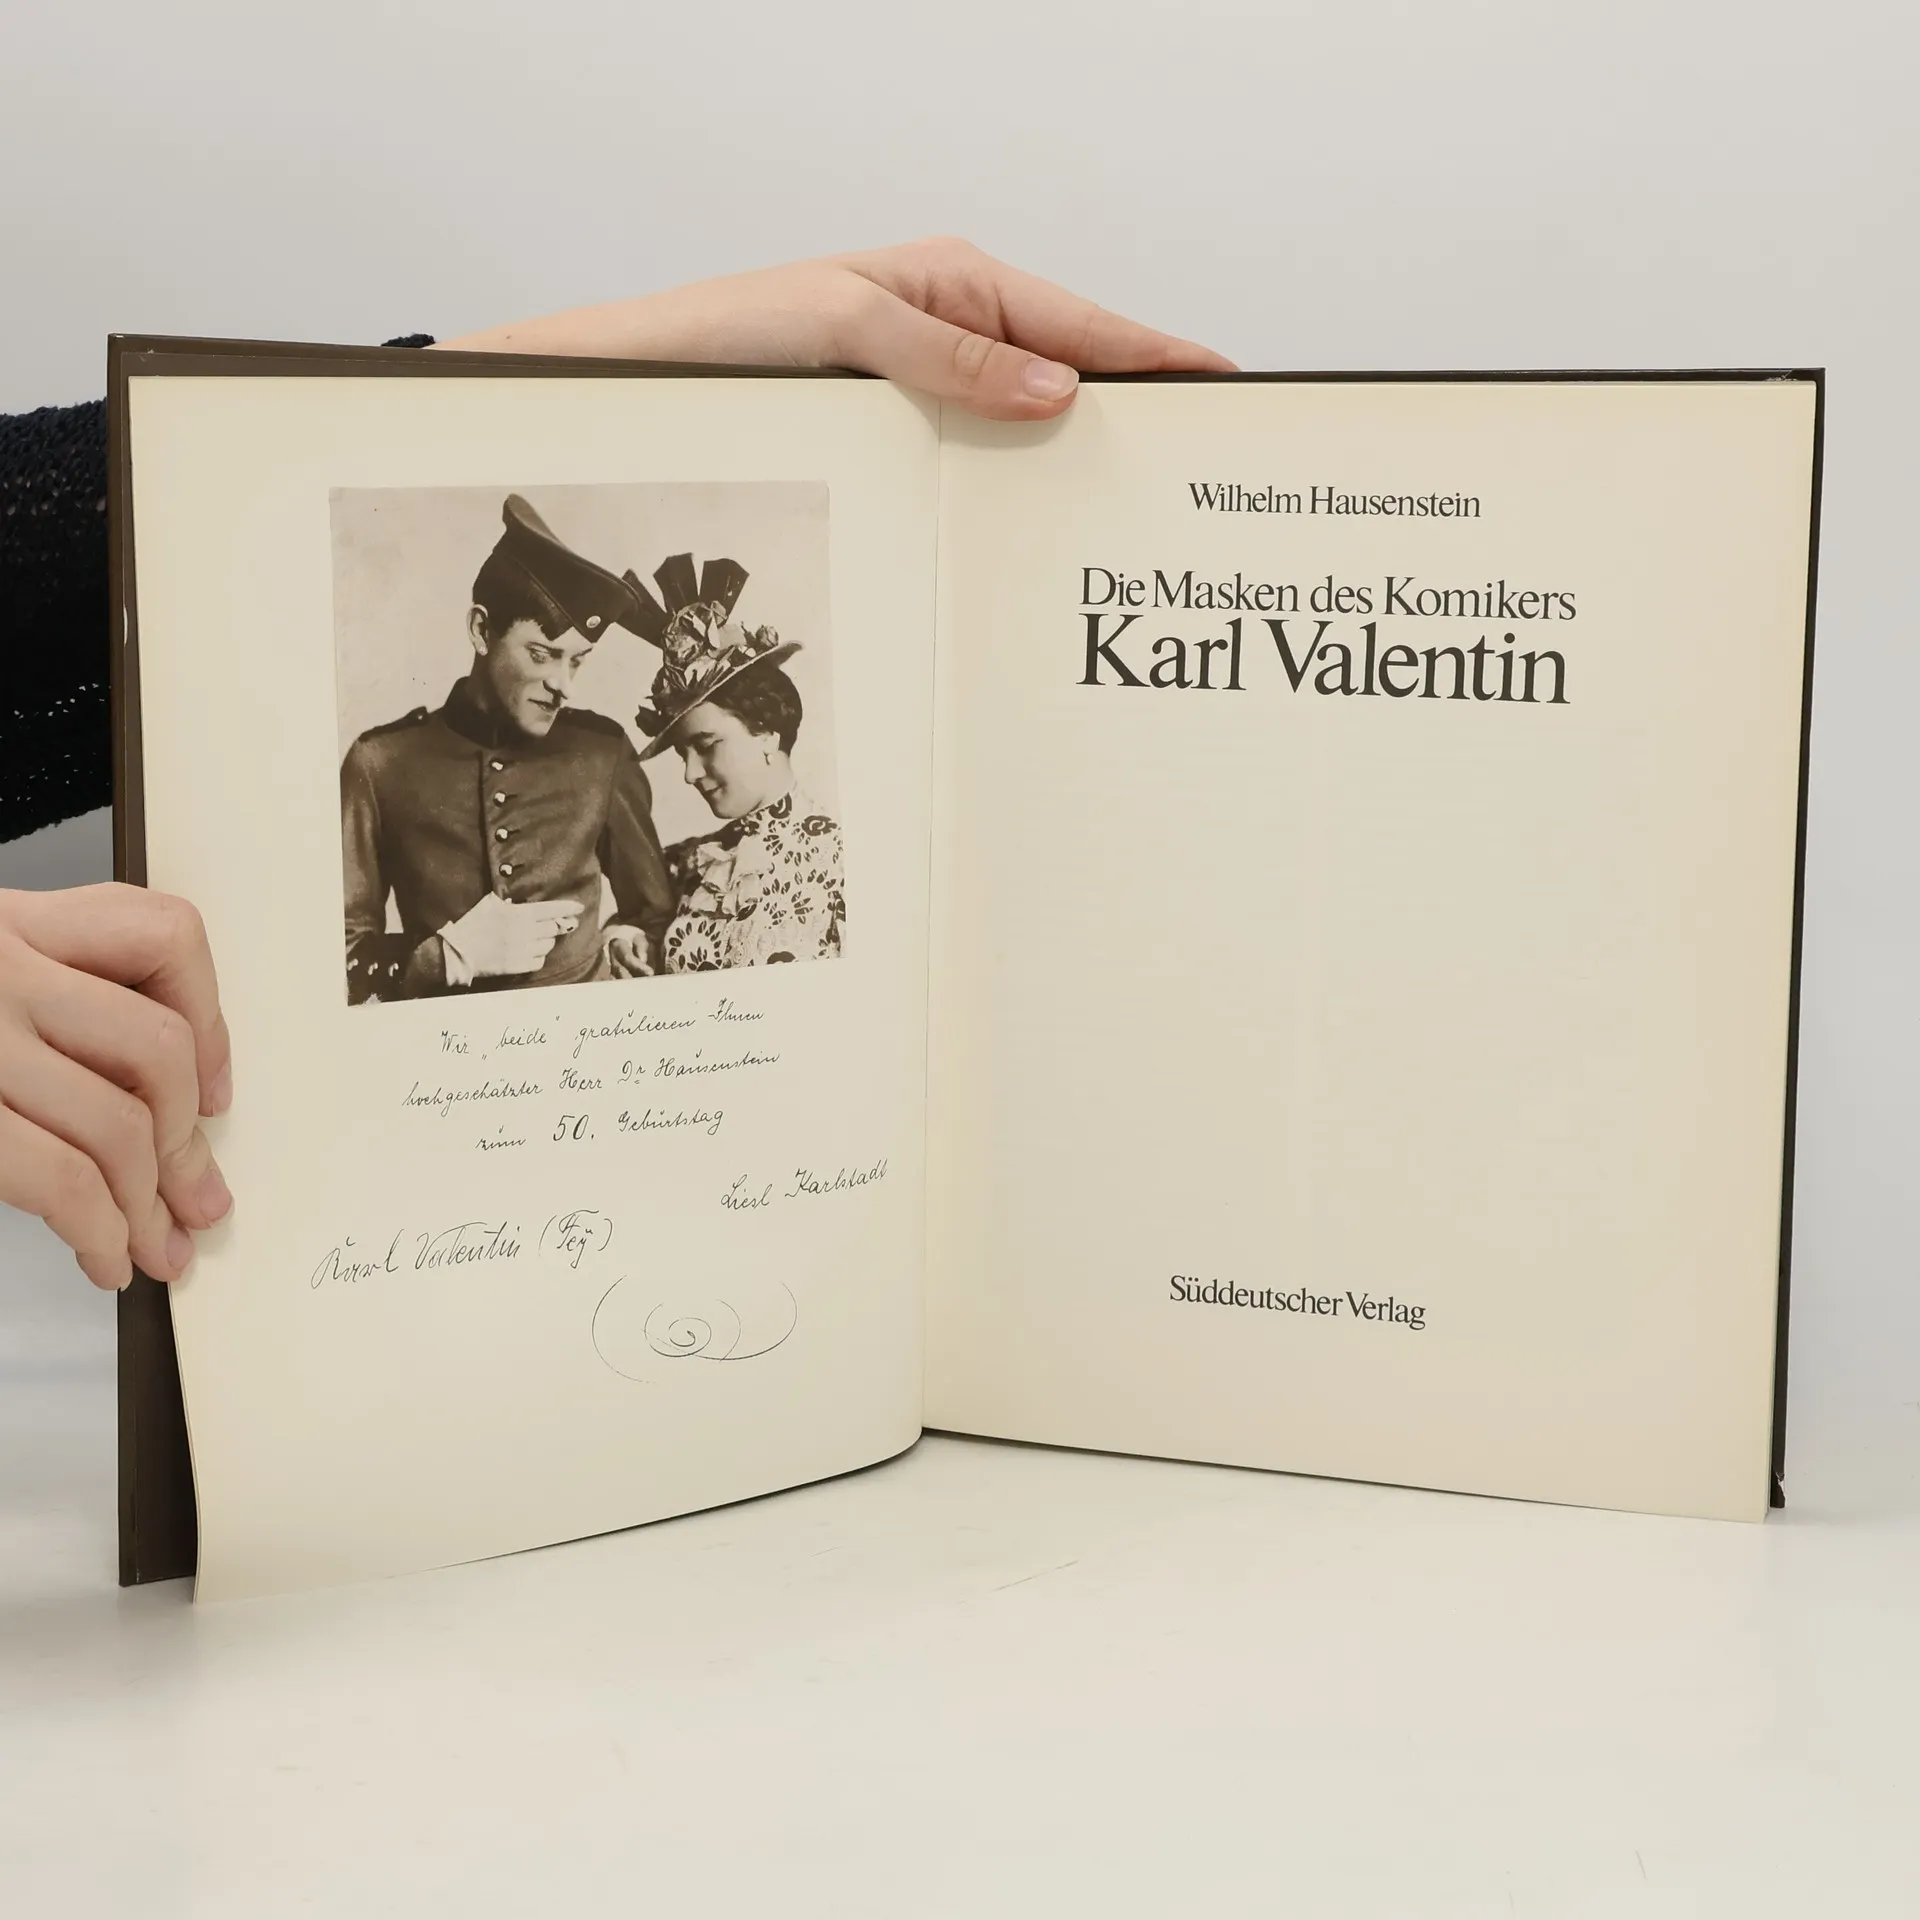 Wir „beide“ gratulieren Ihnen
hochgeschätzter Herr Dr Hausenstein
zum 50. Geburtstag
Liesl Karlstadt
Karl Valentin (Fey)
Wilhelm Hausenstein
Die Masken des Komikers
Karl Valentin
Süddeutscher Verlag